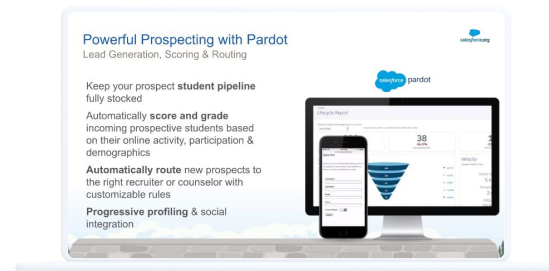 Powerful Prospecting with Pardot
Lead Generation, Scoring & Routing
salesforce.org
salesforce pardot
Keep your prospect student pipeline
fully stocked
Automatically score and grade
incoming prospective students based
on their online activity, participation &
demographics
Automatically route new prospects to
the right recruiter or counselor with
customizable rules
Progressive profiling & social
integration
Lifecycle Report
38
Velocity